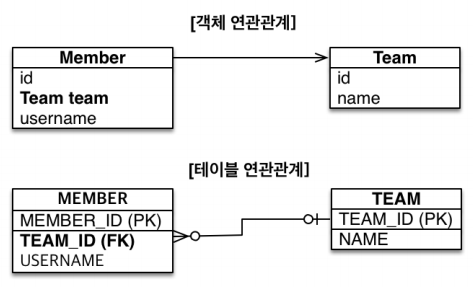 [객체 연관관계]
Member
id
Team team
username
Team
id
name
[테이블 연관관계]
MEMBER
MEMBER_ID (PK)
TEAM_ID (FK)
USERNAME
TEAM
TEAM_ID (PK)
NAME